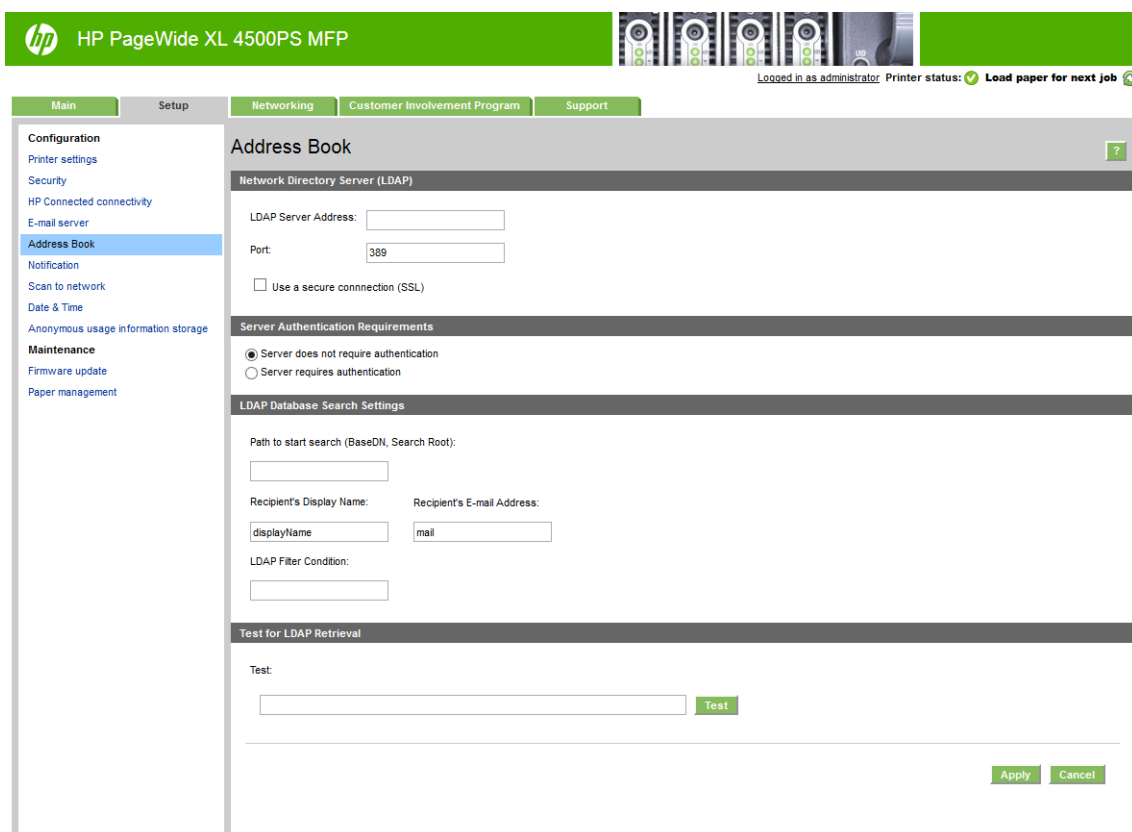 hp HP PageWide XL 4500PS MFP
UID
Logged in as administrator Printer status: Load paper for next job
Main Setup Networking Customer Involvement Program Support
Configuration
Printer settings
Security
HP Connected connectivity
E-mail server
Address Book
Notification
Scan to network
Date & Time
Anonymous usage information storage
Maintenance
Firmware update
Paper management
Address Book
?
Network Directory Server (LDAP)
LDAP Server Address:
Port: 389
Use a secure connnection (SSL)
Server Authentication Requirements
Server does not require authentication
Server requires authentication
LDAP Database Search Settings
Path to start search (BaseDN, Search Root):
Recipient's Display Name: Recipient's E-mail Address:
displayName mail
LDAP Filter Condition:
Test for LDAP Retrieval
Test:
Test
Apply Cancel